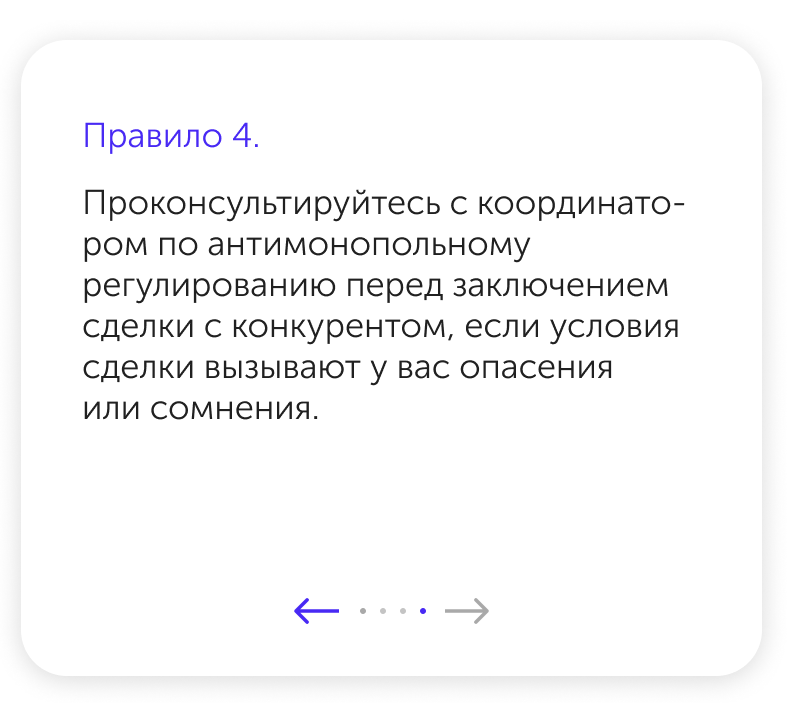 Правило 4.
Проконсультируйтесь с координато-
ром по антимонопольному
регулированию перед заключением
сделки с конкурентом, если условия
сделки вызывают у вас опасения
или сомнения.